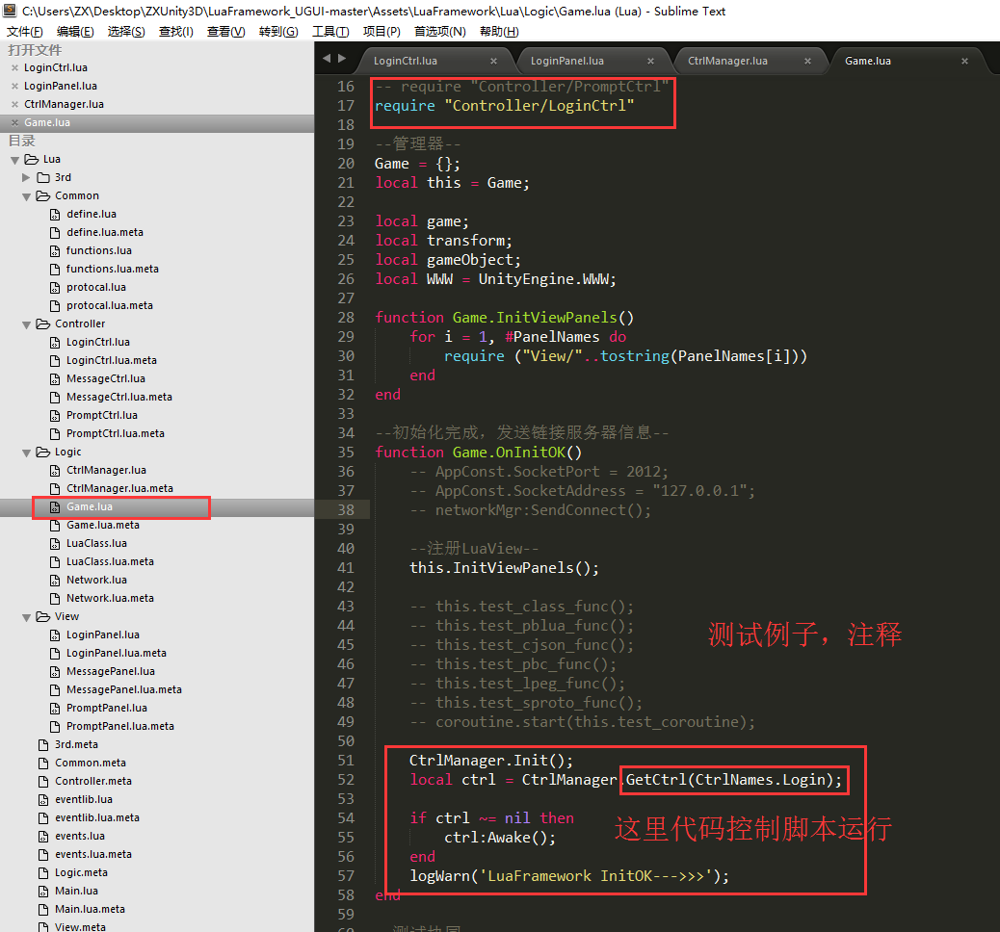 C:\Users\ZX\Desktop\ZXUnity3D\LuaFramework_UGUI-master\Assets\LuaFramework\Lua\Logic\Game.lua (Lua) - Sublime Text
文件(F) 编辑(E) 选择(S) 查找(I) 查看(V) 转到(G) 工具(T) 项目(P) 首选项(N) 帮助(H)
打开文件
LoginCtrl.lua
LoginPanel.lua
CtrlManager.lua
Game.lua
目录
Lua
3rd
Common
define.lua
define.lua.meta
functions.lua
functions.lua.meta
protocal.lua
protocal.lua.meta
Controller
LoginCtrl.lua
LoginCtrl.lua.meta
MessageCtrl.lua
MessageCtrl.lua.meta
PromptCtrl.lua
PromptCtrl.lua.meta
Logic
CtrlManager.lua
CtrlManager.lua.meta
Game.lua
Game.lua.meta
LuaClass.lua
LuaClass.lua.meta
Network.lua
Network.lua.meta
View
LoginPanel.lua
LoginPanel.lua.meta
MessagePanel.lua
MessagePanel.lua.meta
PromptPanel.lua
PromptPanel.lua.meta
3rd.meta
Common.meta
Controller.meta
eventlib.lua
eventlib.lua.meta
events.lua
events.lua.meta
Logic.meta
Main.lua
Main.lua.meta
View.meta
LoginCtrl.lua LoginPanel.lua CtrlManager.lua Game.lua
16 -- require "Controller/PromptCtrl"
17 require "Controller/LoginCtrl"
18
19 --管理器--
20 Game = {};
21 local this = Game;
22
23 local game;
24 local transform;
25 local gameObject;
26 local WWW = UnityEngine.WWW;
27
28 function Game.InitViewPanels()
29 for i = 1, #PanelNames do
30 require ("View/"..tostring(PanelNames[i]))
31 end
32 end
33
34 --初始化完成，发送链接服务器信息--
35 function Game.OnInitOK()
36 -- AppConst.SocketPort = 2012;
37 -- AppConst.SocketAddress = "127.0.0.1";
38 -- networkMgr:SendConnect();
39
40 --注册LuaView--
41 this.InitViewPanels();
42
43 -- this.test_class_func();
44 -- this.test_pblua_func();
45 -- this.test_cjson_func();
46 -- this.test_pbc_func();
47 -- this.test_lpeg_func();
48 -- this.test_sproto_func();
49 -- coroutine.start(this.test_coroutine);
测试例子，注释
50
51 CtrlManager.Init();
52 local ctrl = CtrlManager.GetCtrl(CtrlNames.Login);
53
54 if ctrl ~= nil then
55 ctrl:Awake();
56 end
57 logWarn('LuaFramework InitOK--->>>');
这里代码控制脚本运行
58 end
59